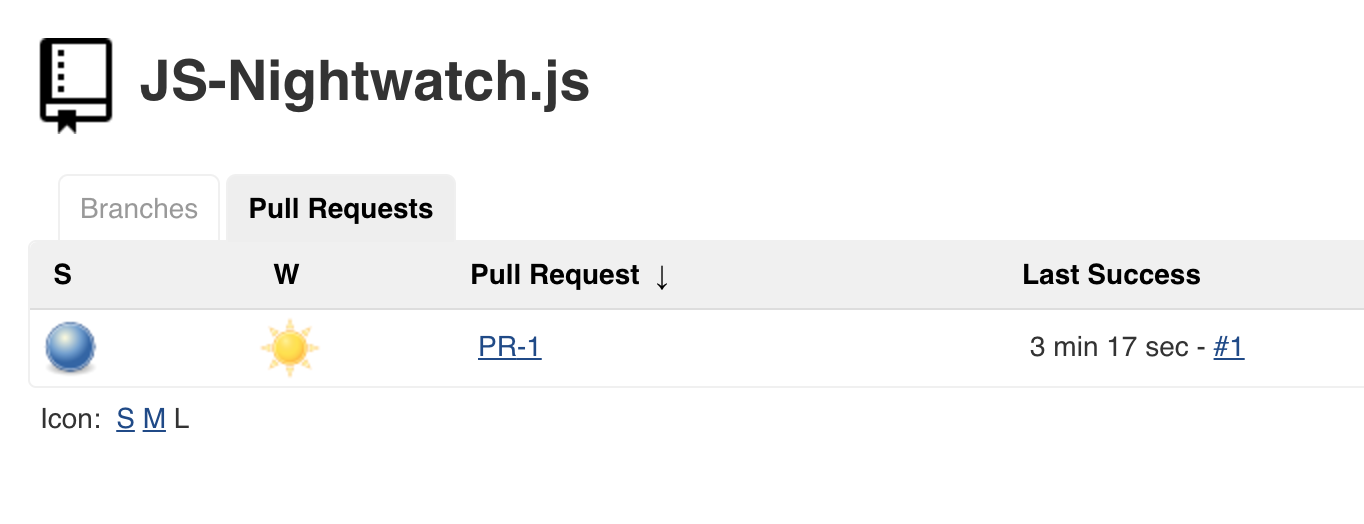 JS-Nightwatch.js
Branches Pull Requests
S W Pull Request ↓ Last Success
PR-1 3 min 17 sec - #1
Icon: S M L